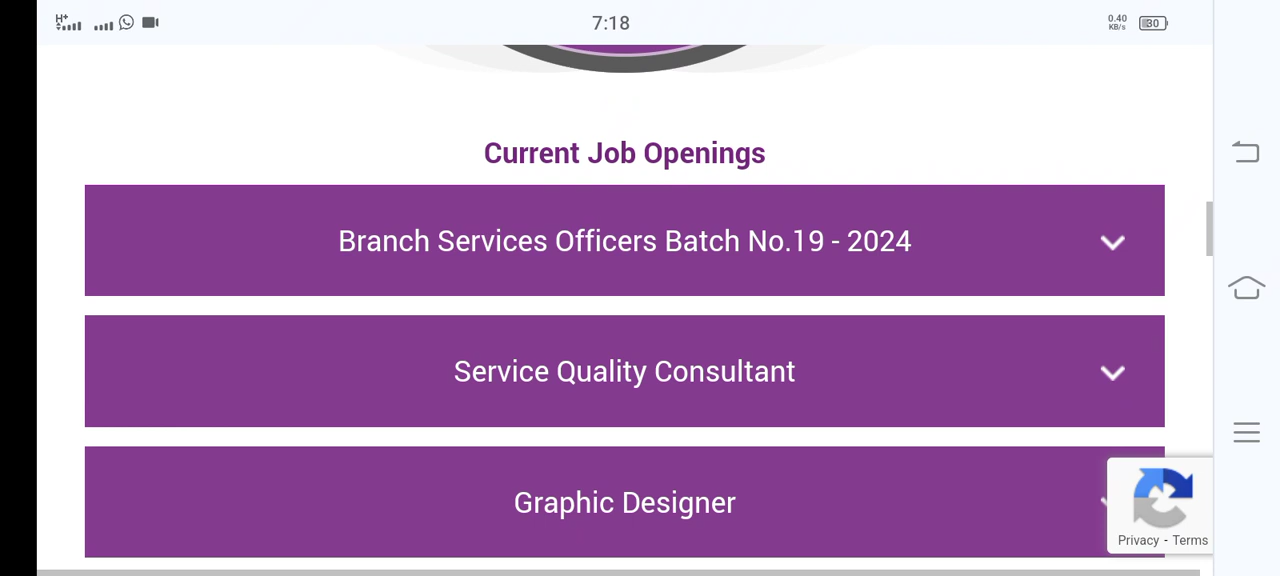 H+
7:18
0.40
KB/s
30
Current Job Openings
Branch Services Officers Batch No.19 - 2024
Service Quality Consultant
Graphic Designer
Privacy - Terms